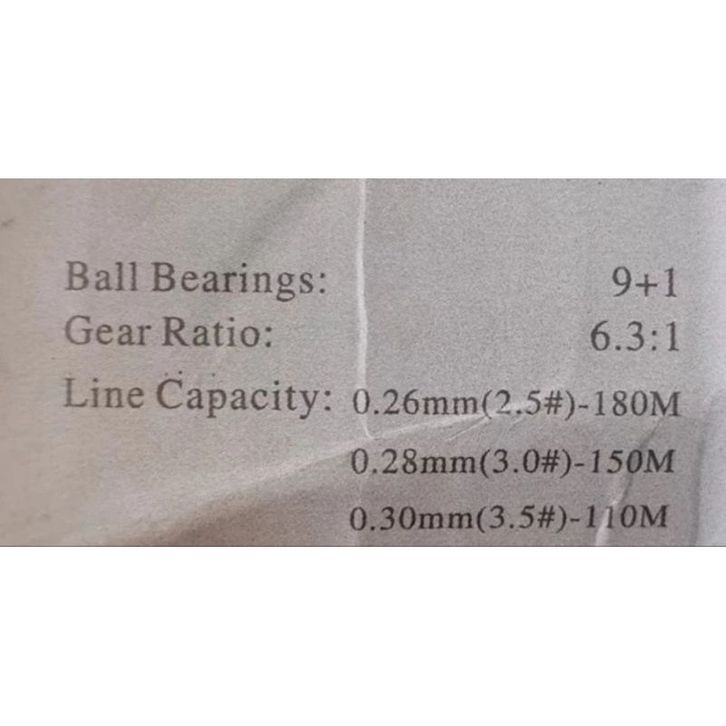 Ball Bearings: 9+1
Gear Ratio: 6.3:1
Line Capacity: 0.26mm(2.5#)-180M
0.28mm(3.0#)-150M
0.30mm(3.5#)-110M